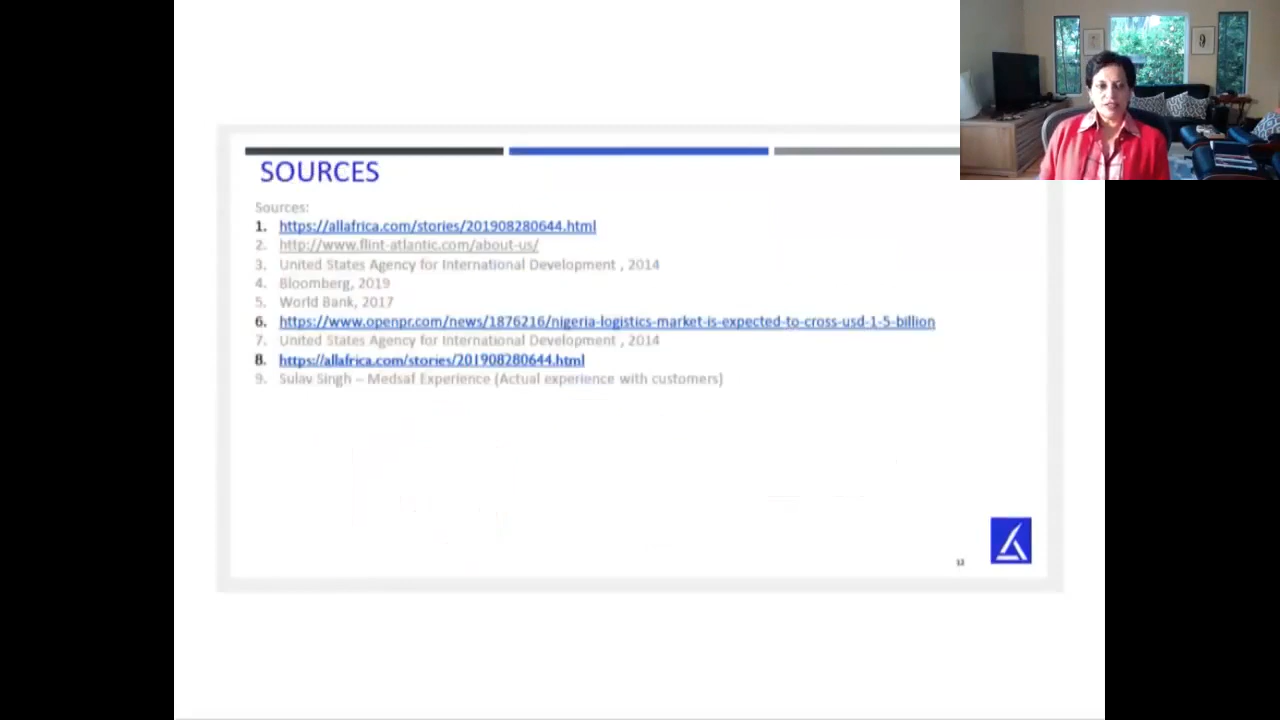 SOURCES
Sources:
1. https://allafrica.com/stories/201908280644.html
2. http://www.flint-atlantic.com/about-us/
3. United States Agency for International Development , 2014
4. Bloomberg, 2019
5. World Bank, 2017
6. https://www.openpr.com/news/1876216/nigeria-logistics-market-is-expected-to-cross-usd-1-5-billion
7. United States Agency for International Development , 2014
8. https://allafrica.com/stories/201908280644.html
9. Sulav Singh – Medsaf Experience (Actual experience with customers)